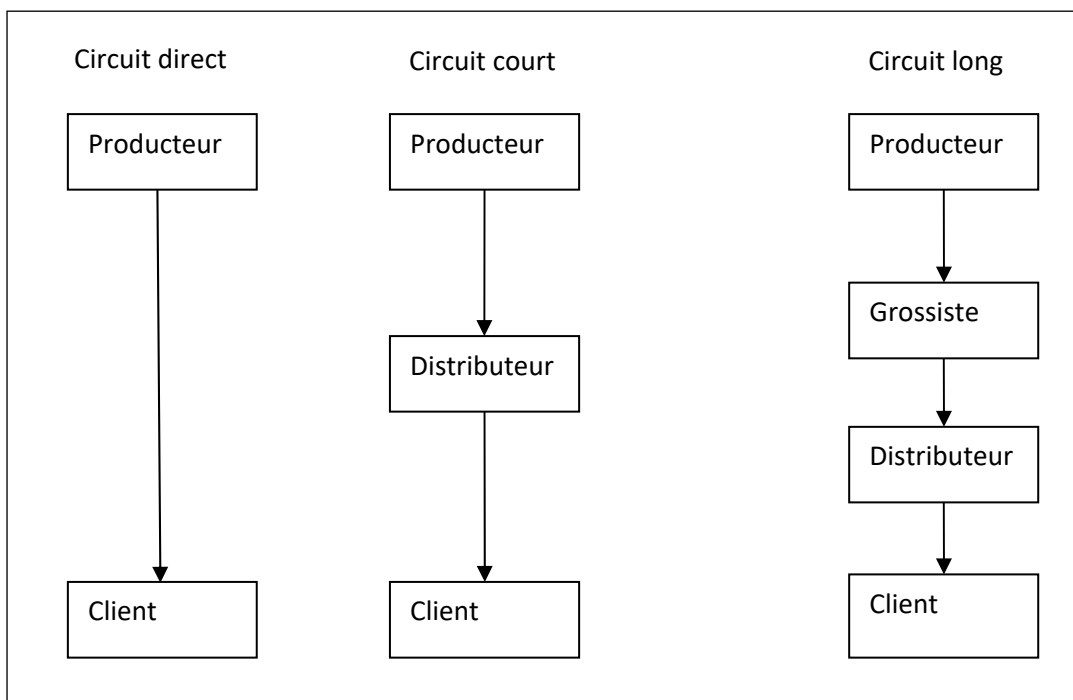 Circuit direct
Circuit court
Circuit long
Producteur
Producteur
Producteur
Grossiste
Distributeur
Distributeur
Client
Client
Client